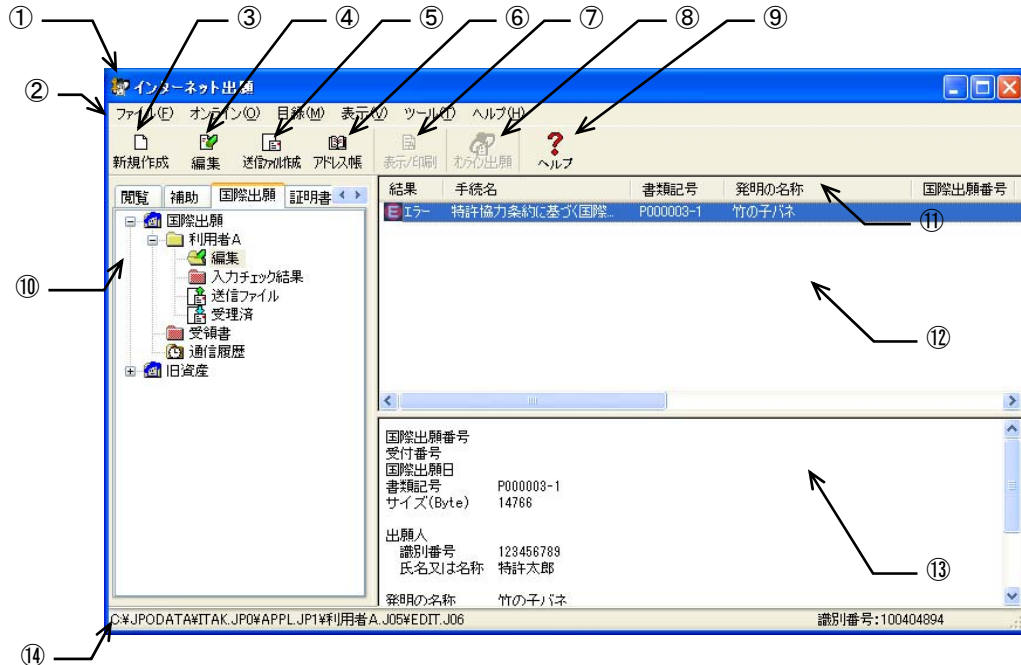 ① ③ ④ ⑤ ⑥ ⑦ ⑧ ⑨
インターネット出願
②
ファイル(F) オンライン(O) 目録(M) 表示(V) ツール(T) ヘルプ(H)
新規作成 編集 送信ファイル作成 アドレス帳 表示/印刷 オンライン出願 ヘルプ
閲覧 補助 国際出願 証明書
結果 手続名 書類記号 発明の名称 国際出願番号
E エラー 特許協力条約に基づく国際... P000003-1 竹の子バネ
⑪
国際出願
利用者A
編集
入力チェック結果
送信ファイル
受理済
受領書
通信履歴
旧資産
⑩
⑫
国際出願番号
受付番号
国際出願日
書類記号 P000003-1
サイズ(Byte) 14766
出願人
識別番号 123456789
氏名又は名称 特許太郎
発明の名称 竹の子バネ
⑬
C:¥JPODATA¥ITAK.JP0¥APPL.JP1¥利用者A.J05¥EDIT.J06 識別番号:100404894
⑭